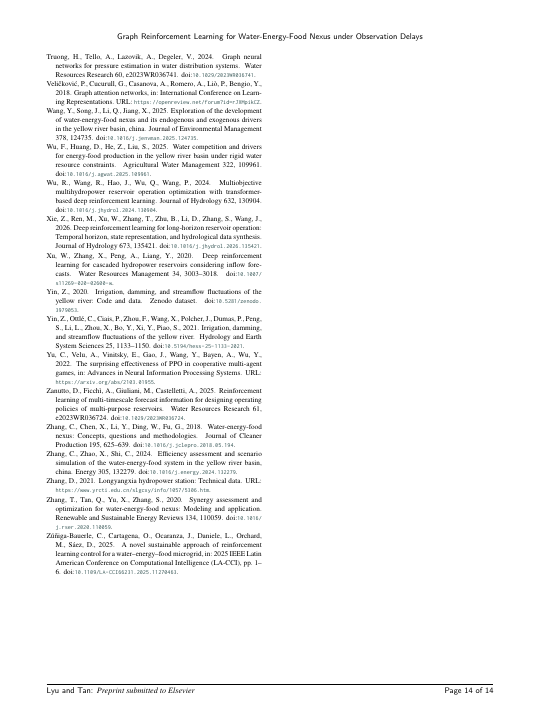 Graph Reinforcement Learning for Water-Energy-Food Nexus under Observation Delays
Truong, H., Tello, A., Lazovik, A., Degeler, V., 2024. Graph neural
networks for pressure estimation in water distribution systems. Water
Resources Research 60, e2023WR036741. doi:10.1029/2023WR036741.
Veličković, P., Cucurull, G., Casanova, A., Romero, A., Liò, P., Bengio, Y.,
2018. Graph attention networks, in: International Conference on Learn-
ing Representations. URL: https://openreview.net/forum?id=rJXMpikCZ.
Wang, Y., Song, J., Li, Q., Jiang, X., 2025. Exploration of the development
of water-energy-food nexus and its endogenous and exogenous drivers
in the yellow river basin, china. Journal of Environmental Management
378, 124735. doi:10.1016/j.jenvman.2025.124735.
Wu, F., Huang, D., He, Z., Liu, S., 2025. Water competition and drivers
for energy-food production in the yellow river basin under rigid water
resource constraints. Agricultural Water Management 322, 109961.
doi:10.1016/j.agwat.2025.109961.
Wu, R., Wang, R., Hao, J., Wu, Q., Wang, P., 2024. Multiobjective
multihydropower reservoir operation optimization with transformer-
based deep reinforcement learning. Journal of Hydrology 632, 130904.
doi:10.1016/j.jhydrol.2024.130904.
Xie, Z., Ren, M., Xu, W., Zhang, T., Zhu, B., Li, D., Zhang, S., Wang, J.,
2026. Deep reinforcement learning for long-horizon reservoir operation:
Temporal horizon, state representation, and hydrological data synthesis.
Journal of Hydrology 673, 135421. doi:10.1016/j.jhydrol.2026.135421.
Xu, W., Zhang, X., Peng, A., Liang, Y., 2020. Deep reinforcement
learning for cascaded hydropower reservoirs considering inflow fore-
casts. Water Resources Management 34, 3003–3018. doi:10.1007/
s11269-020-02600-w.
Yin, Z., 2020. Irrigation, damming, and streamflow fluctuations of the
yellow river: Code and data. Zenodo dataset. doi:10.5281/zenodo.
3979053.
Yin, Z., Ottlé, C., Ciais, P., Zhou, F., Wang, X., Polcher, J., Dumas, P., Peng,
S., Li, L., Zhou, X., Bo, Y., Xi, Y., Piao, S., 2021. Irrigation, damming,
and streamflow fluctuations of the yellow river. Hydrology and Earth
System Sciences 25, 1133–1150. doi:10.5194/hess-25-1133-2021.
Yu, C., Velu, A., Vinitsky, E., Gao, J., Wang, Y., Bayen, A., Wu, Y.,
2022. The surprising effectiveness of PPO in cooperative multi-agent
games, in: Advances in Neural Information Processing Systems. URL:
https://arxiv.org/abs/2103.01955.
Zanutto, D., Ficchì, A., Giuliani, M., Castelletti, A., 2025. Reinforcement
learning of multi-timescale forecast information for designing operating
policies of multi-purpose reservoirs. Water Resources Research 61,
e2023WR036724. doi:10.1029/2023WR036724.
Zhang, C., Chen, X., Li, Y., Ding, W., Fu, G., 2018. Water-energy-food
nexus: Concepts, questions and methodologies. Journal of Cleaner
Production 195, 625–639. doi:10.1016/j.jclepro.2018.05.194.
Zhang, C., Zhao, X., Shi, C., 2024. Efficiency assessment and scenario
simulation of the water-energy-food system in the yellow river basin,
china. Energy 305, 132279. doi:10.1016/j.energy.2024.132279.
Zhang, D., 2021. Longyangxia hydropower station: Technical data. URL:
https://www.yrcti.edu.cn/slgcsy/info/1057/5306.htm.
Zhang, T., Tan, Q., Yu, X., Zhang, S., 2020. Synergy assessment and
optimization for water-energy-food nexus: Modeling and application.
Renewable and Sustainable Energy Reviews 134, 110059. doi:10.1016/
j.rser.2020.110059.
Zúñiga-Bauerle, C., Cartagena, O., Ocaranza, J., Daniele, L., Orchard,
M., Sáez, D., 2025. A novel sustainable approach of reinforcement
learning control for a water–energy–food microgrid, in: 2025 IEEE Latin
American Conference on Computational Intelligence (LA-CCI), pp. 1–
6. doi:10.1109/LA-CCI66231.2025.11270463.
Lyu and Tan: Preprint submitted to Elsevier
Page 14 of 14